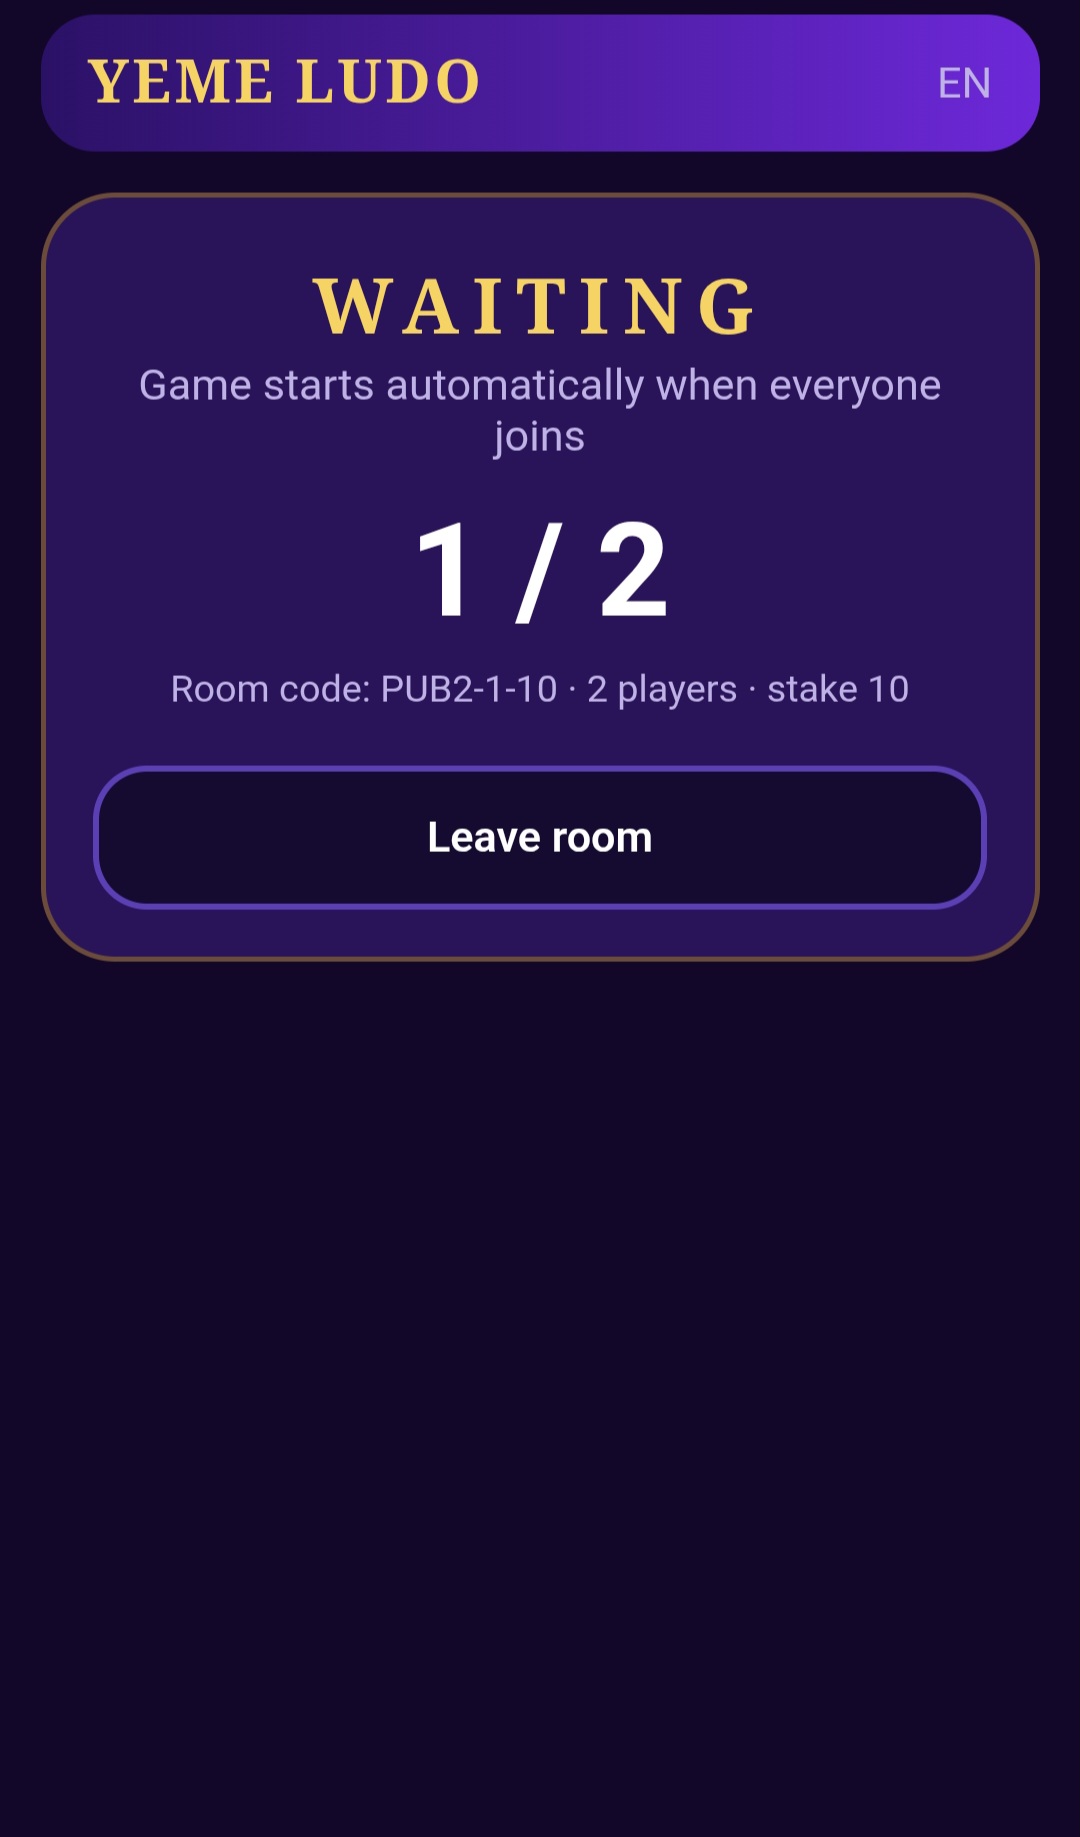 YEME LUDO
EN
WAITING
Game starts automatically when everyone
joins
1 / 2
Room code: PUB2-1-10 · 2 players · stake 10
Leave room